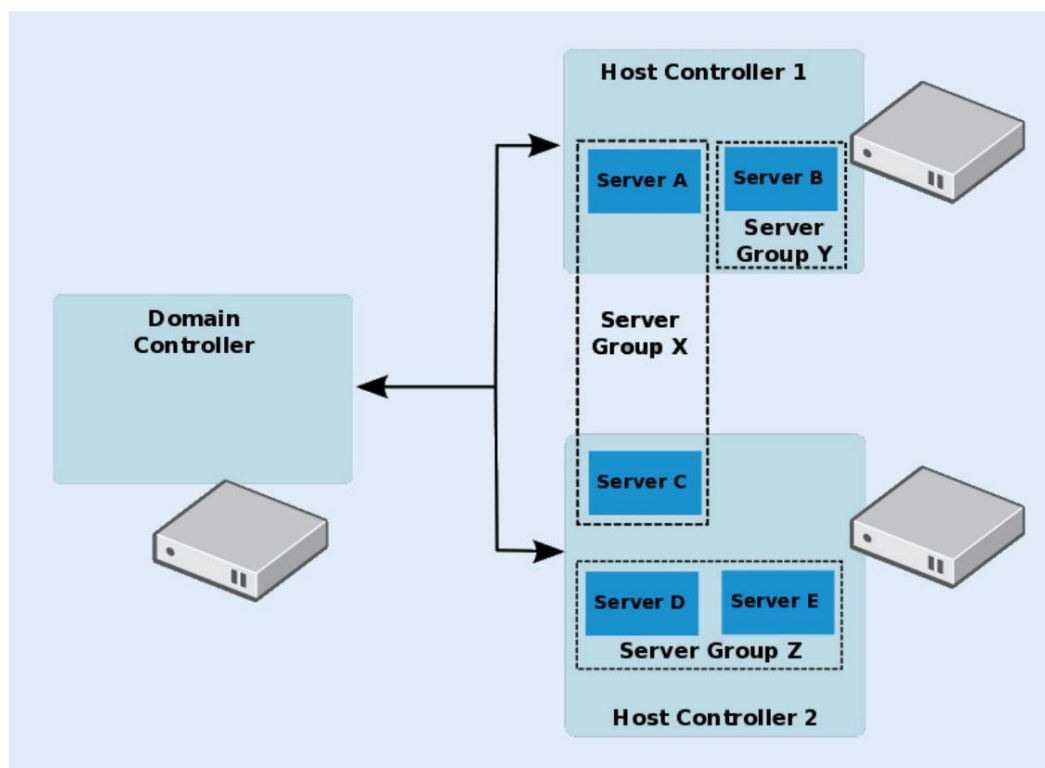 Host Controller 1
Server A
Server B
Server
Group Y
Domain
Controller
Server
Group X
Server C
Server D
Server E
Server Group Z
Host Controller 2